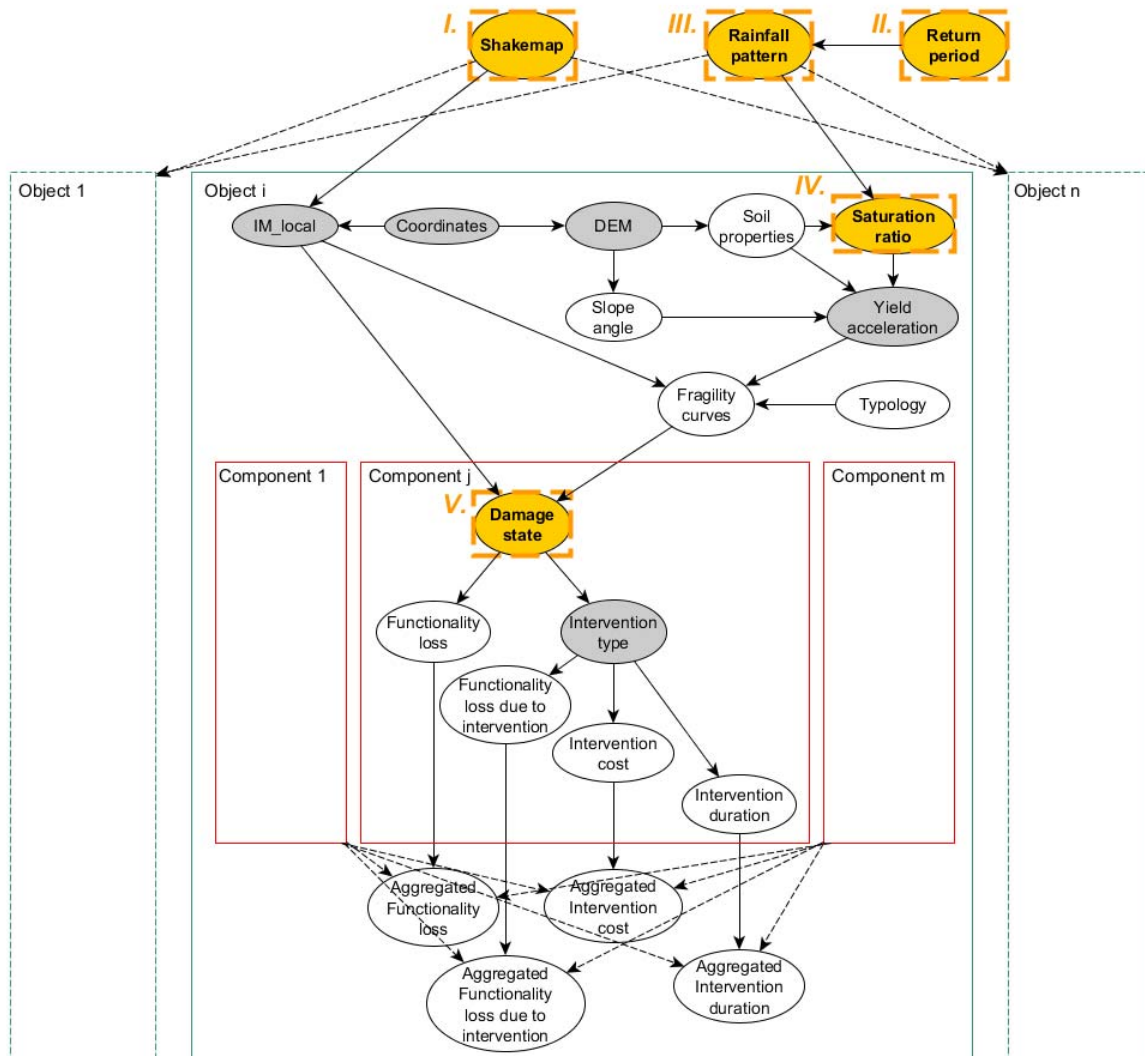 I.
Shakemap
III.
Rainfall
pattern
II.
Return
period
Object 1
Object i
Object n
IM_local
Coordinates
DEM
Soil
properties
IV.
Saturation
ratio
Slope
angle
Yield
acceleration
Fragility
curves
Typology
Component 1
Component j
Component m
V.
Damage
state
Functionality
loss
Intervention
type
Functionality
loss due to
intervention
Intervention
cost
Intervention
duration
Aggregated
Functionality
loss
Aggregated
Intervention
cost
Aggregated
Functionality
loss due to
intervention
Aggregated
Intervention
duration